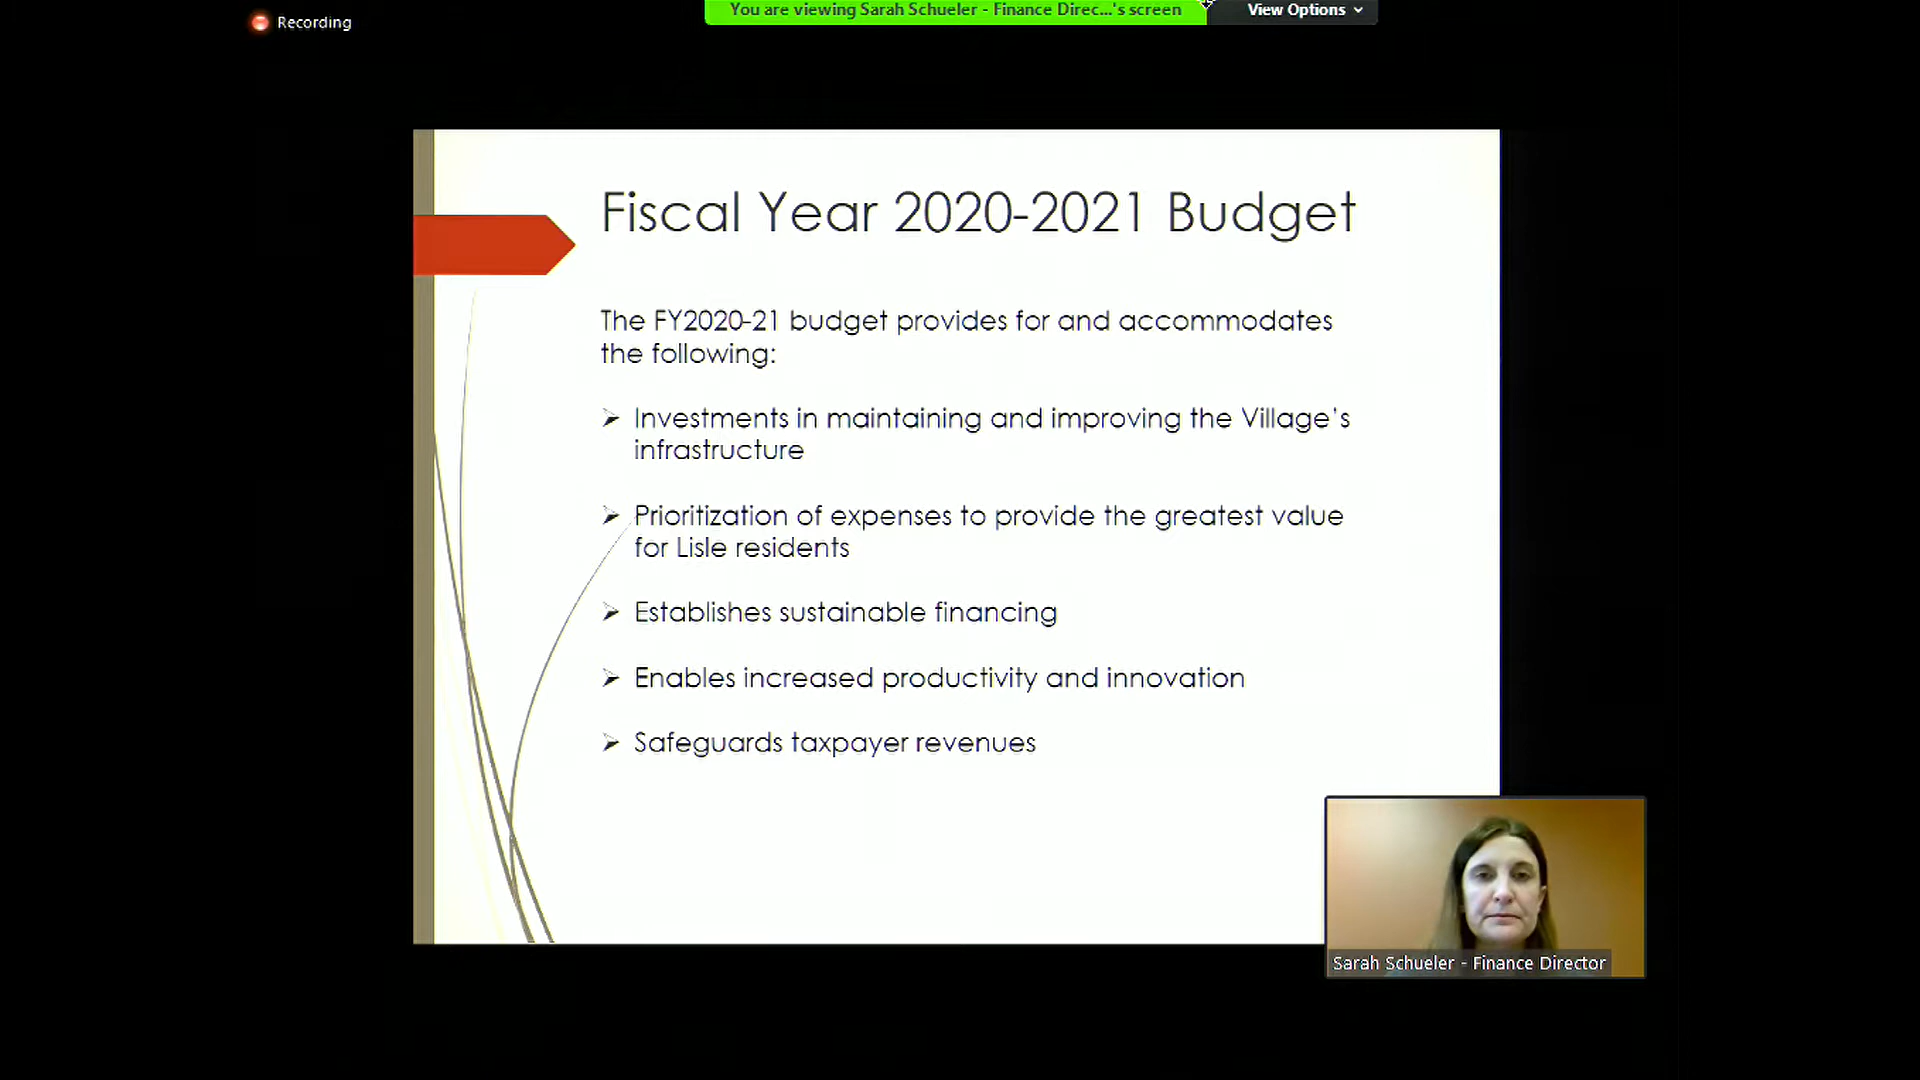 Recording
You are viewing Sarah Schueler - Finance Direc...'s screen
View Options
Fiscal Year 2020-2021 Budget
The FY2020-21 budget provides for and accommodates
the following:
Investments in maintaining and improving the Village's
infrastructure
Prioritization of expenses to provide the greatest value
for Lisle residents
Establishes sustainable financing
Enables increased productivity and innovation
Safeguards taxpayer revenues
Sarah Schueler - Finance Director